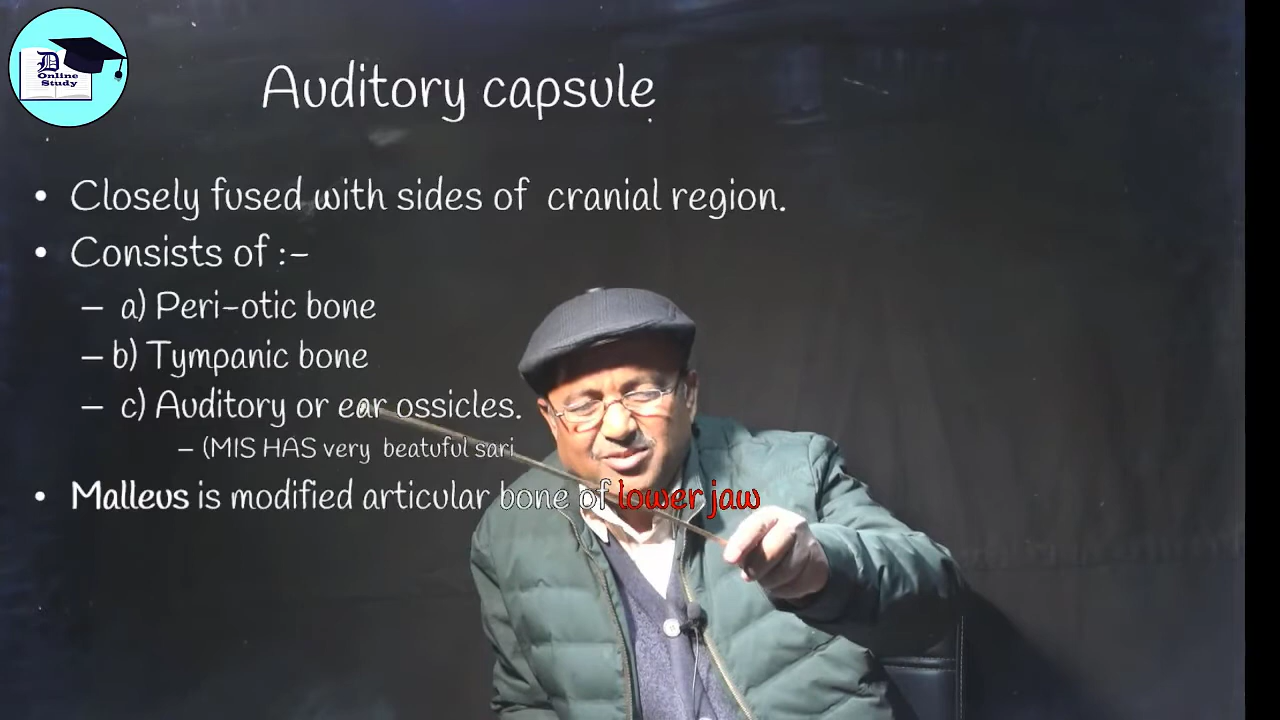 D
Online
Study
Auditory capsule
• Closely fused with sides of cranial region.
• Consists of :-
– a) Peri-otic bone
– b) Tympanic bone
– c) Auditory or ear ossicles.
– (MIS HAS very beatuful sari
• Malleus is modified articular bone of lower jaw